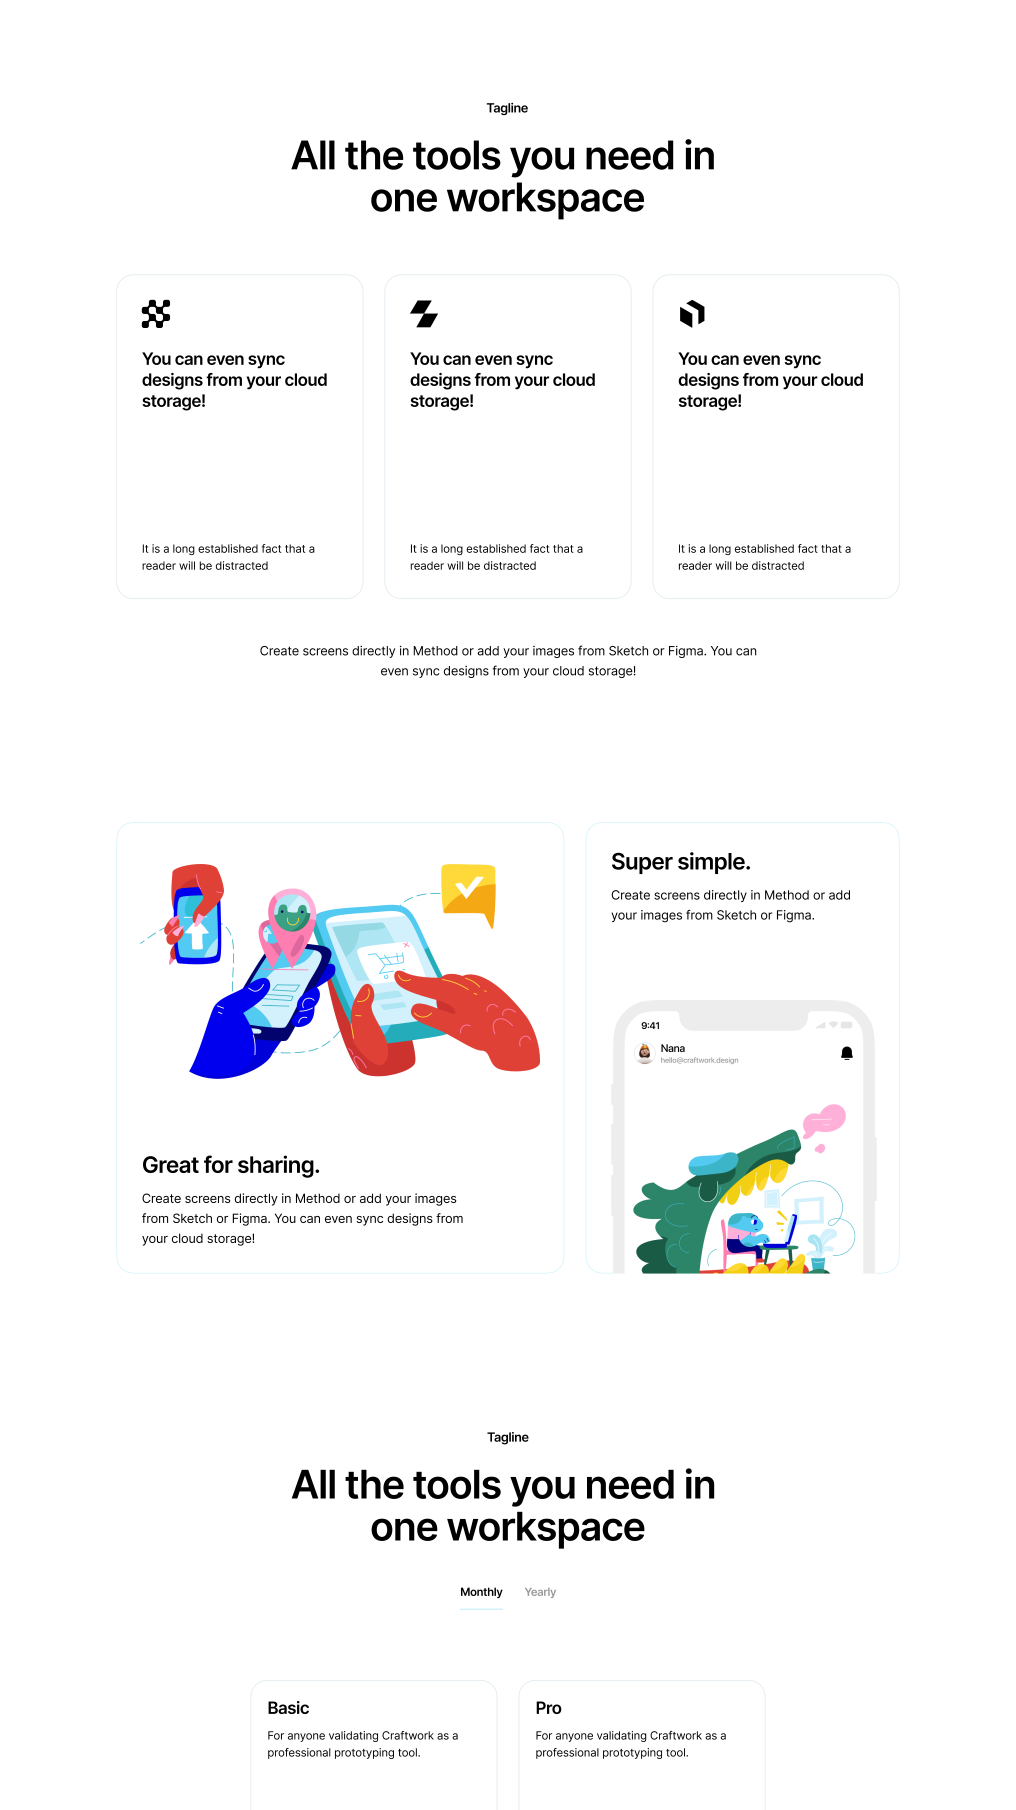 Tagline
All the tools you need in
one workspace
You can even sync
designs from your cloud
storage!
It is a long established fact that a
reader will be distracted
You can even sync
designs from your cloud
storage!
It is a long established fact that a
reader will be distracted
You can even sync
designs from your cloud
storage!
It is a long established fact that a
reader will be distracted
Create screens directly in Method or add your images from Sketch or Figma. You can
even sync designs from your cloud storage!
Great for sharing.
Create screens directly in Method or add your images
from Sketch or Figma. You can even sync designs from
your cloud storage!
Super simple.
Create screens directly in Method or add
your images from Sketch or Figma.
9:41
Nana
hello@craftwork.design
Tagline
All the tools you need in
one workspace
Monthly
Yearly
Basic
For anyone validating Craftwork as a
professional prototyping tool.
Pro
For anyone validating Craftwork as a
professional prototyping tool.